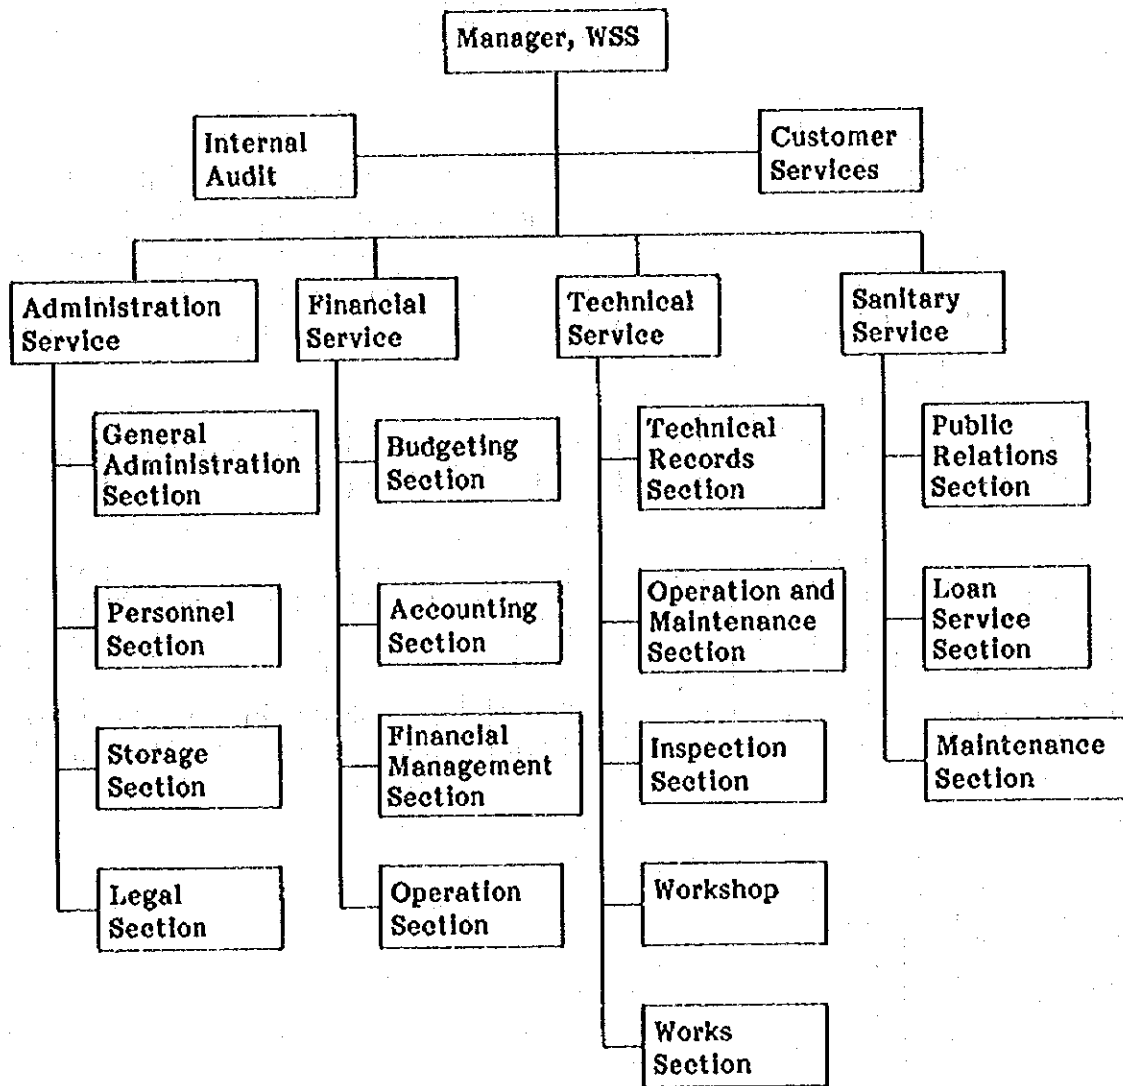 Manager, WSS
Internal
Audit
Customer
Services
Administration
Service
Financial
Service
Technical
Service
Sanitary
Service
General
Administration
Section
Personnel
Section
Storage
Section
Legal
Section
Budgeting
Section
Accounting
Section
Financial
Management
Section
Operation
Section
Technical
Records
Section
Operation and
Maintenance
Section
Inspection
Section
Workshop
Works
Section
Public
Relations
Section
Loan
Service
Section
Maintenance
Section